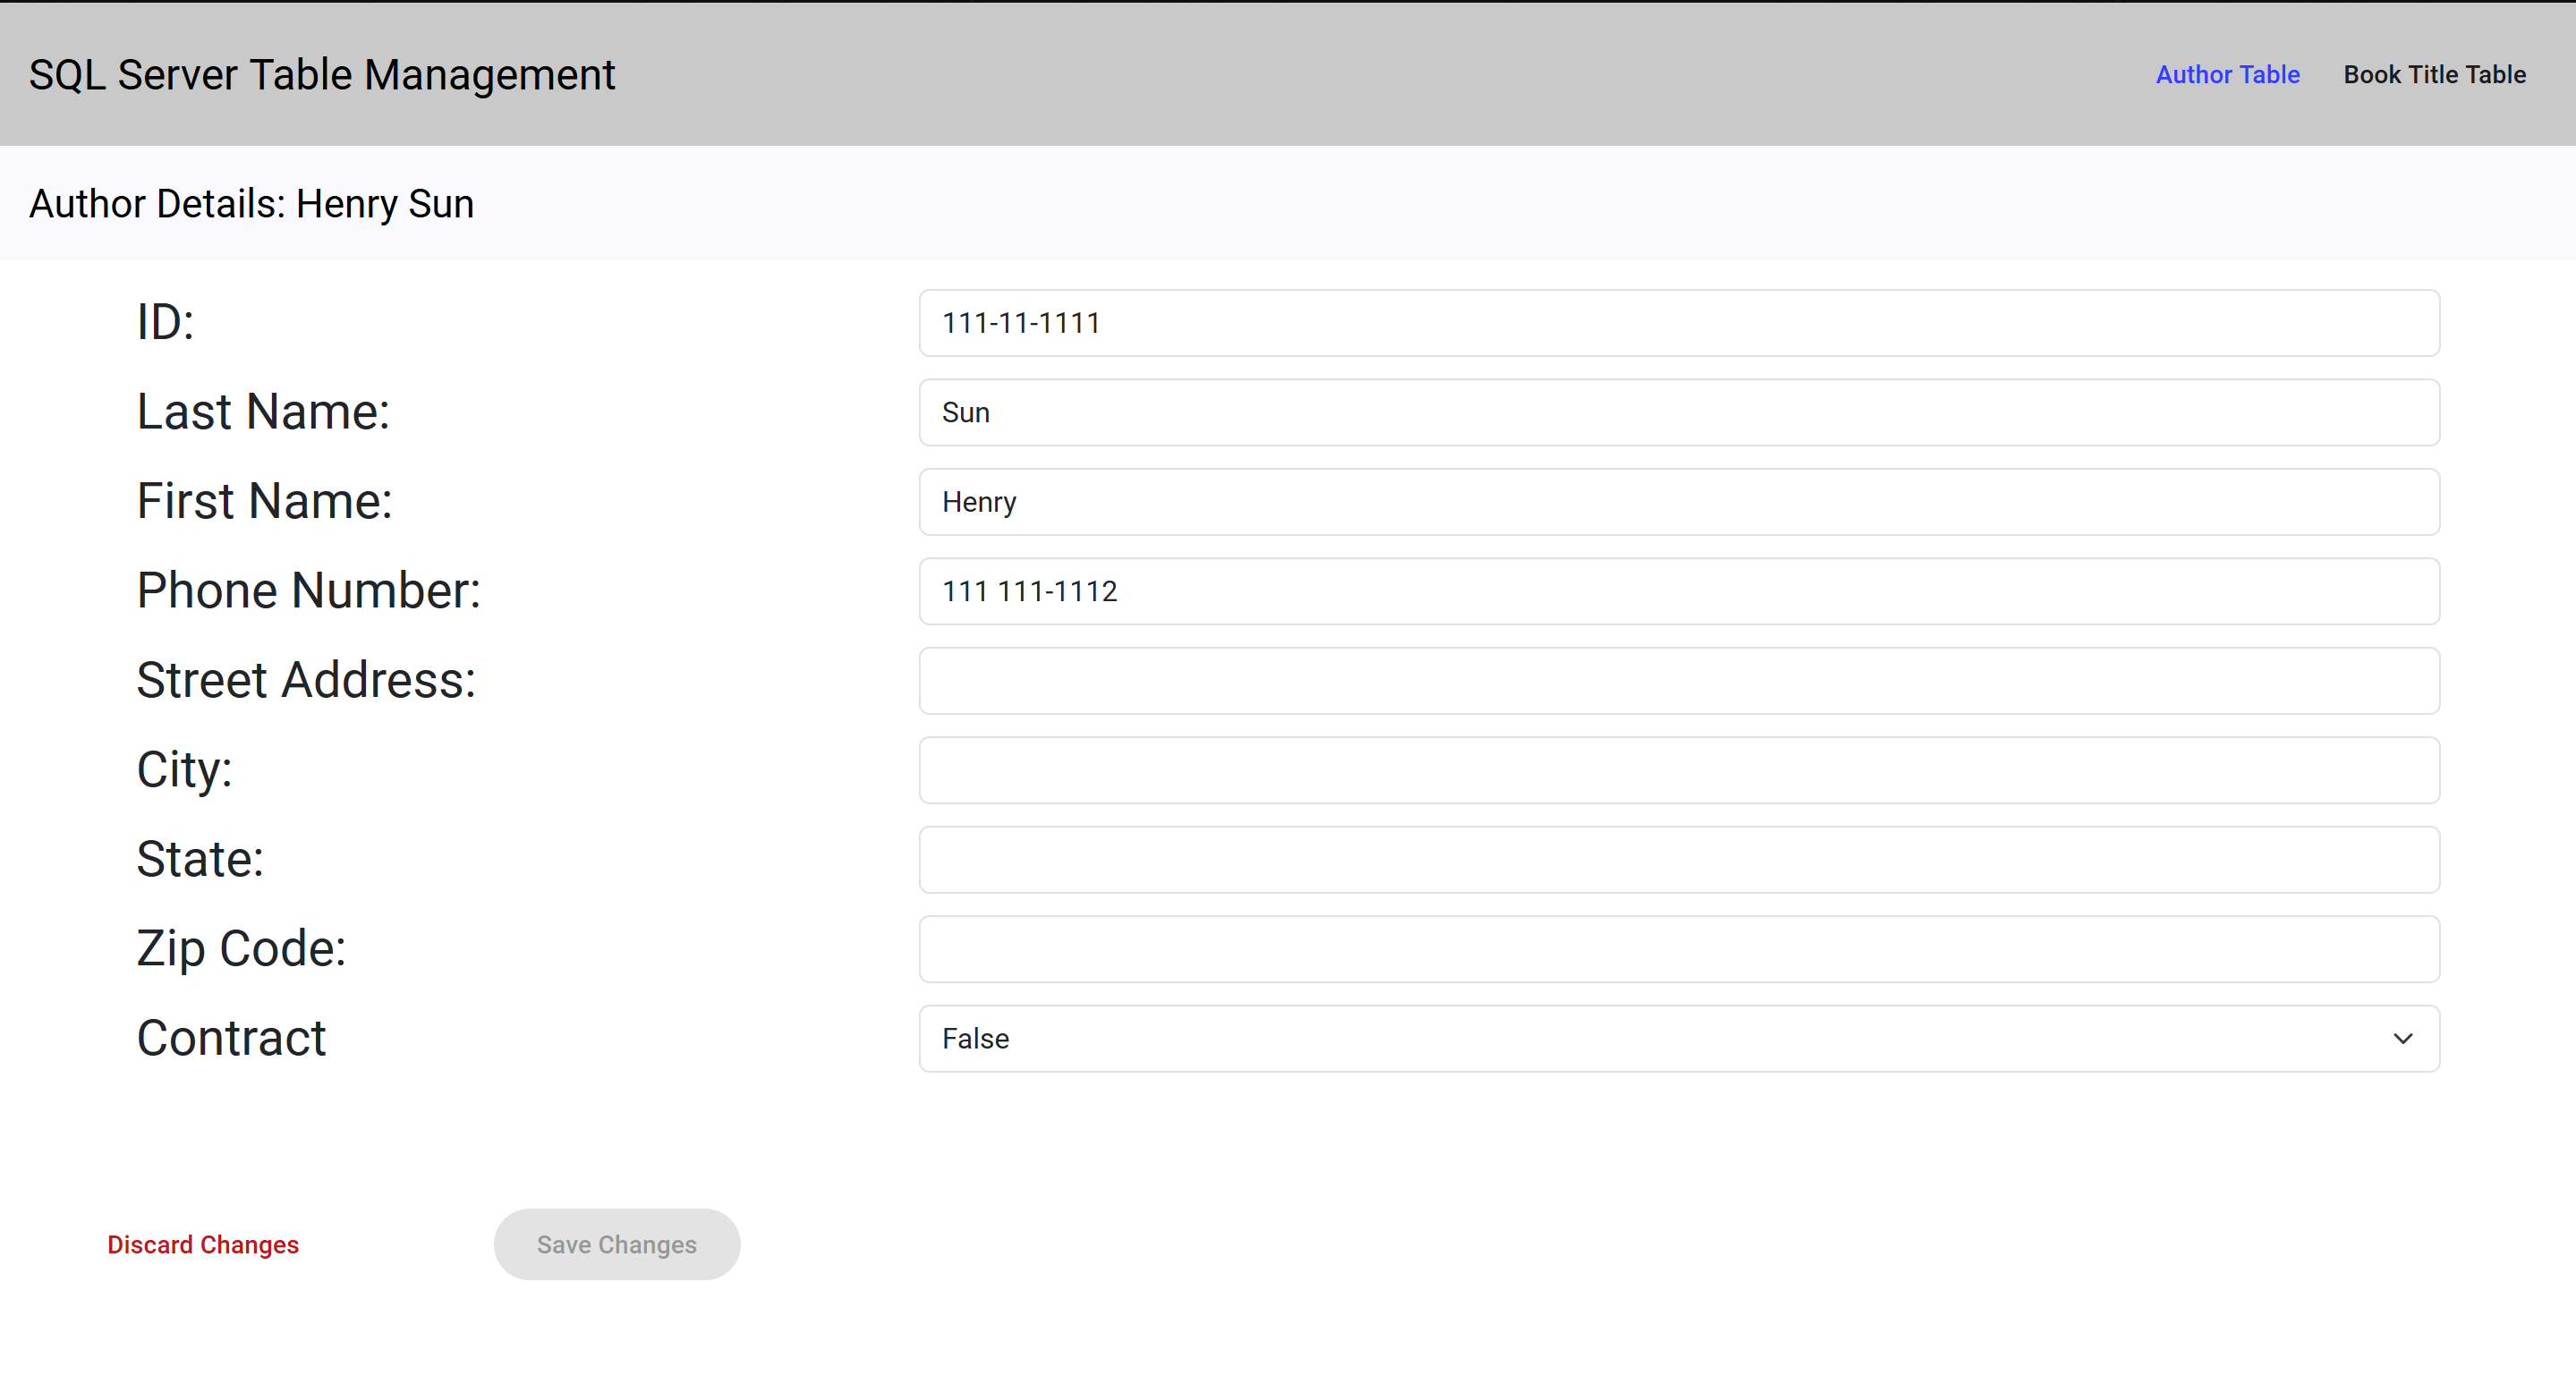 SQL Server Table Management
Author Table
Book Title Table
Author Details: Henry Sun
ID:
111-11-1111
Last Name:
Sun
First Name:
Henry
Phone Number:
111 111-1112
Street Address:
City:
State:
Zip Code:
Contract
False
Discard Changes
Save Changes